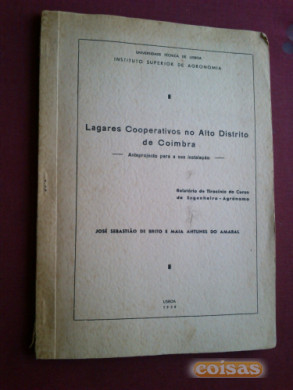 UNIVERSIDADE TÉCNICA DE LISBOA
INSTITUTO SUPERIOR DE AGRONOMIA
Lagares Cooperativos no Alto Distrito
de Coimbra
— Anteprojecto para a sua instalação —
Relatório do Tirocínio do Curso
de Engenheiro-Agrónomo
JOSÉ SEBASTIÃO DE BRITO E MAIA ANTUNES DO AMARAL
LISBOA
coisas